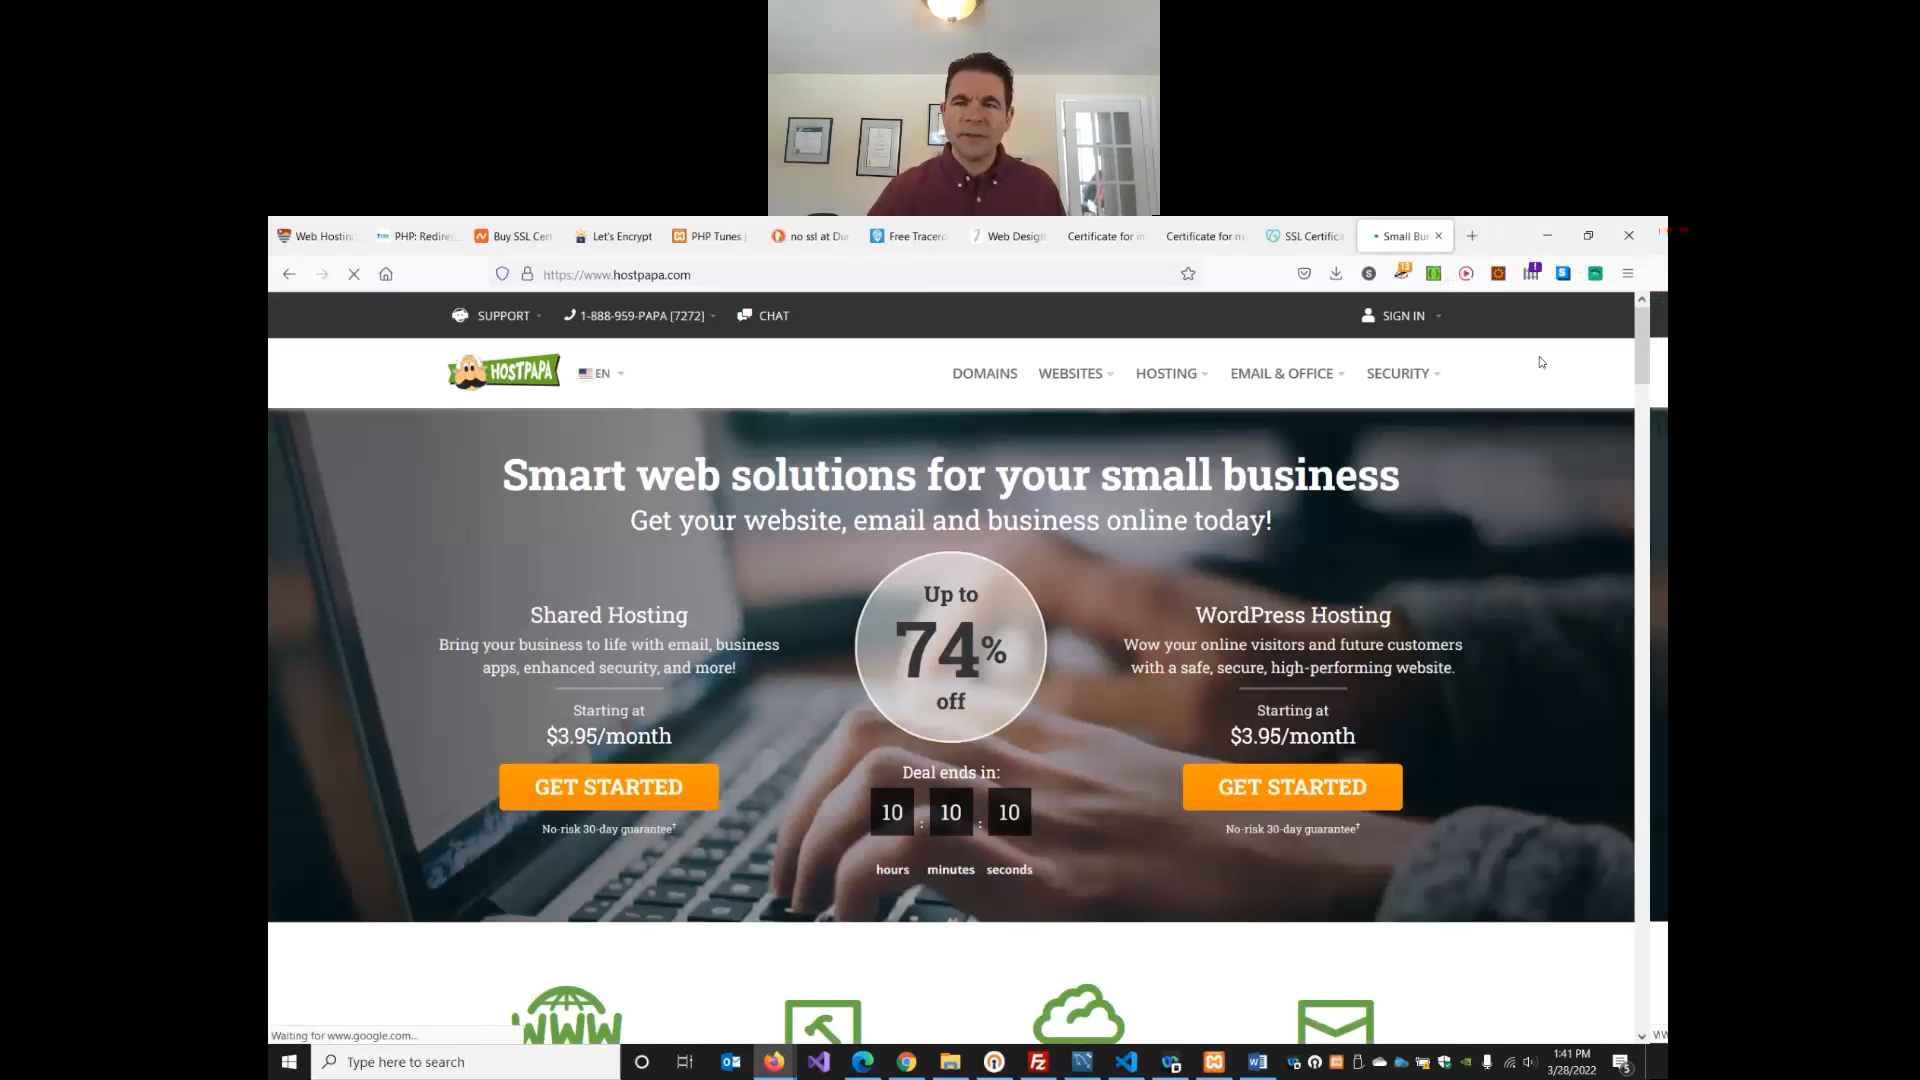 Web Hosting
PHP: Redire
Buy SSL Cert
Let's Encrypt
PHP Tunes
no ssl at Du
Free Tracero
Web Design
Certificate for i
Certificate for m
SSL Certifica
Small Bus
https://www.hostpapa.com
13
SUPPORT
1-888-959-PAPA [7272]
CHAT
SIGN IN
HOSTPAPA
EN
DOMAINS
WEBSITES
HOSTING
EMAIL & OFFICE
SECURITY
Smart web solutions for your small business
Get your website, email and business online today!
Shared Hosting
Bring your business to life with email, business
apps, enhanced security, and more!
Starting at
$3.95/month
GET STARTED
No-risk 30-day guarantee†
Up to
74%
off
Deal ends in:
10 : 10 : 10
hours minutes seconds
WordPress Hosting
Wow your online visitors and future customers
with a safe, secure, high-performing website.
Starting at
$3.95/month
GET STARTED
No-risk 30-day guarantee†
WWW
Waiting for www.google.com...
Type here to search
1:41 PM
3/28/2022
5